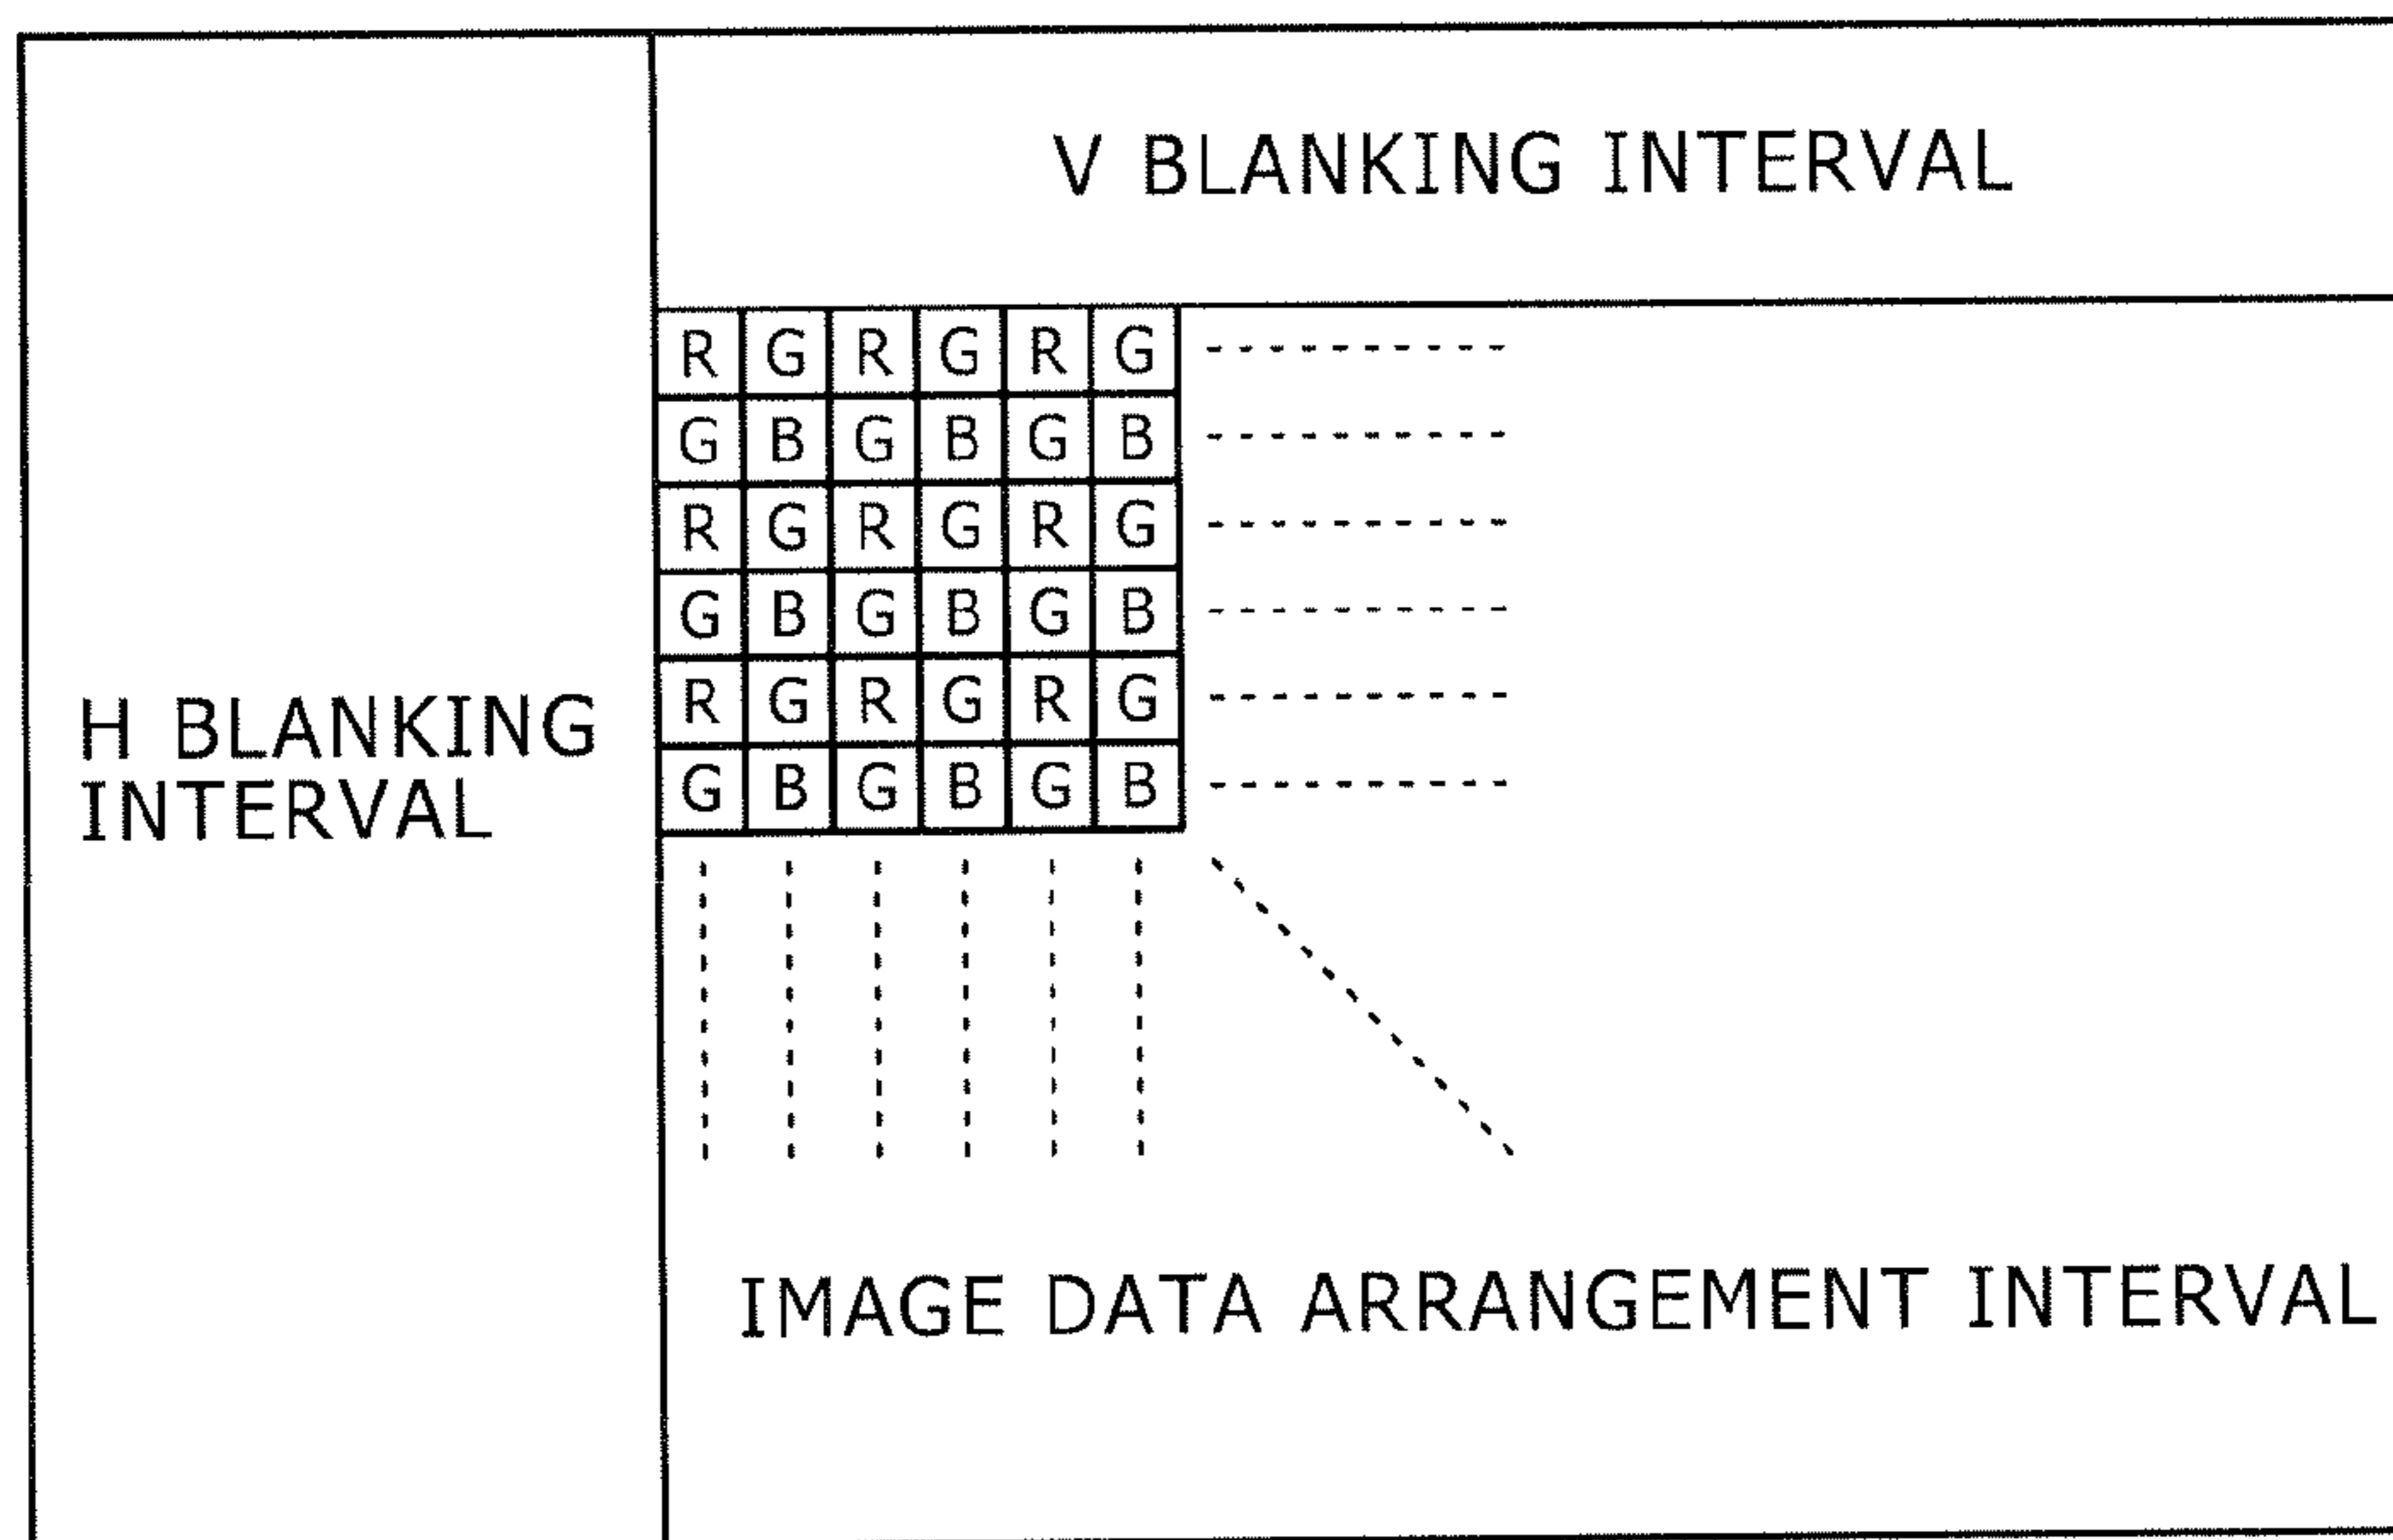 V BLANKING INTERVAL
R G R G R G
G B G B G B
R G R G R G
G B G B G B
R G R G R G
G B G B G B
H BLANKING
INTERVAL
IMAGE DATA ARRANGEMENT INTERVAL